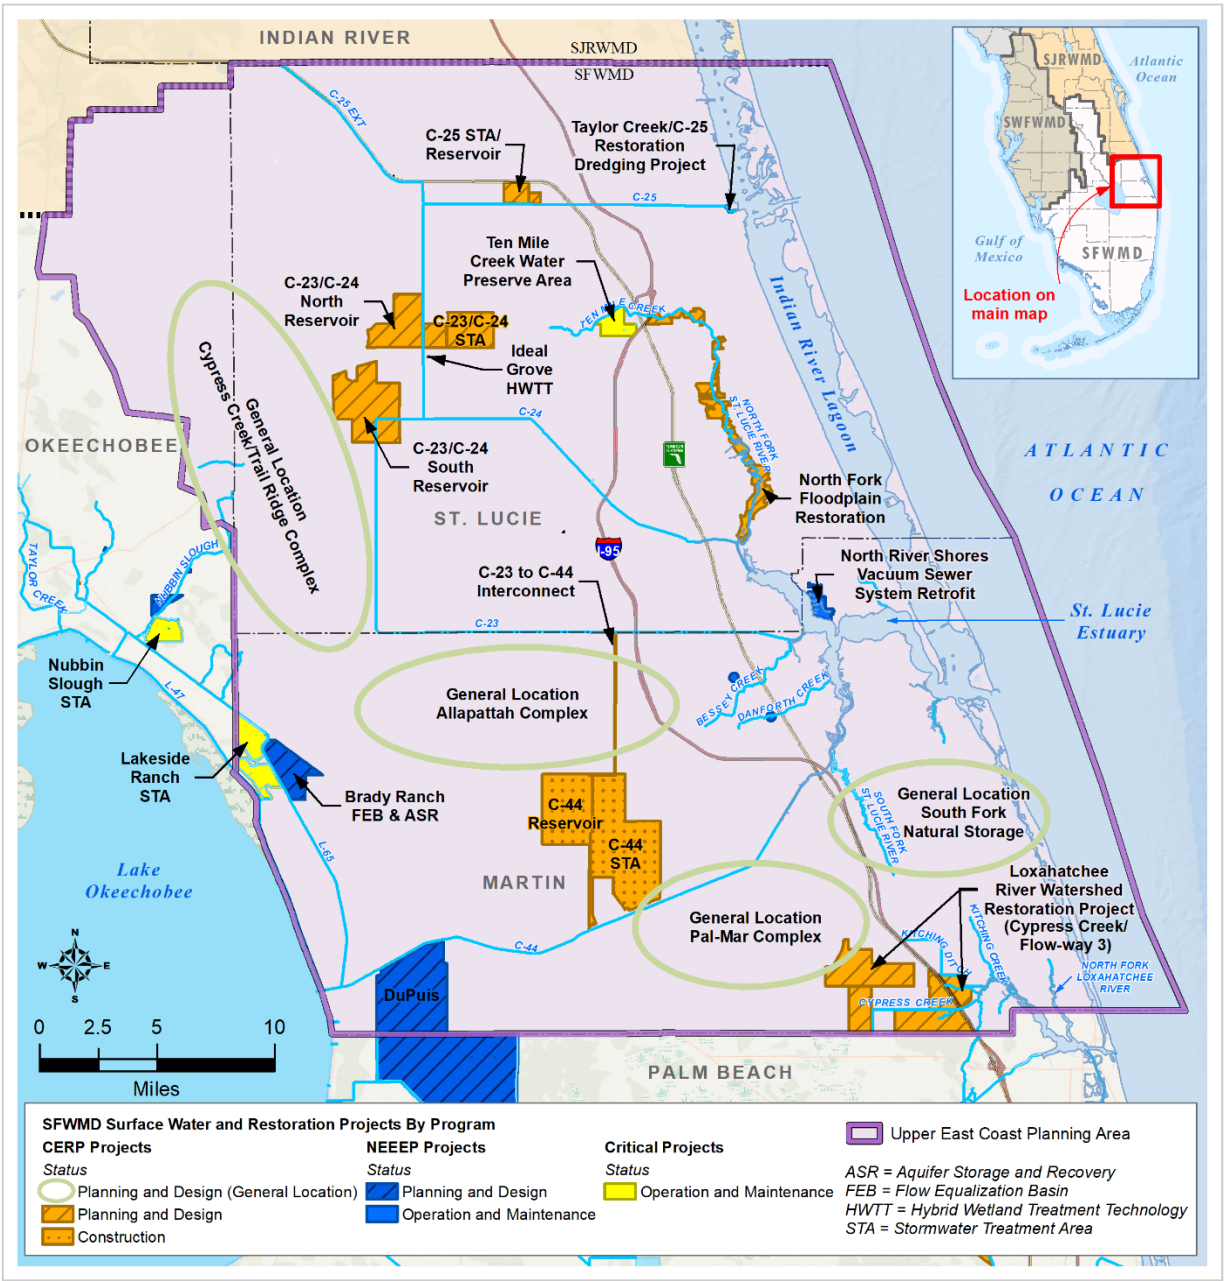 INDIAN RIVER
SJRWMD
SFWMD
C-25 EXT
C-25 STA/
Reservoir
Taylor Creek/C-25
Restoration
Dredging Project
C-25
Ten Mile
Creek Water
Preserve Area
C-23/C-24
North
Reservoir
TEN MILE CREEK
C-23/C-24
STA
Ideal
Grove
HWTT
General Location
Cypress Creek/Trail Ridge Complex
C-24
NORTH FORK
ST. LUCIE RIVER
Indian River Lagoon
OKEECHOBEE
C-23/C-24
South
Reservoir
ST. LUCIE
North Fork
Floodplain
Restoration
I-95
C-23 to C-44
Interconnect
North River Shores
Vacuum Sewer
System Retrofit
TAYLOR CREEK
NUBBIN SLOUGH
C-23
St. Lucie
Estuary
ATLANTIC
OCEAN
Nubbin
Slough
STA
L-47
General Location
Allapattah Complex
BESSEY CREEK
DANFORTH CREEK
Lakeside
Ranch
STA
Brady Ranch
FEB & ASR
C-44
Reservoir
C-44
STA
SOUTH FORK
ST. LUCIE RIVER
General Location
South Fork
Natural Storage
L-65
Lake
Okeechobee
MARTIN
General Location
Pal-Mar Complex
Loxahatchee
River Watershed
Restoration Project
(Cypress Creek/
Flow-way 3)
C-44
KITCHING DITCH
KITCHING CREEK
NORTH FORK
LOXAHATCHEE
RIVER
CYPRESS CREEK
DuPuis
N
W E
S
0 2.5 5 10
Miles
PALM BEACH
SJRWMD
SWFWMD
SFWMD
Atlantic
Ocean
Gulf of
Mexico
Location on
main map
SFWMD Surface Water and Restoration Projects By Program
CERP Projects
Status
Planning and Design (General Location)
Planning and Design
Construction
NEEEP Projects
Status
Planning and Design
Operation and Maintenance
Critical Projects
Status
Operation and Maintenance
Upper East Coast Planning Area
ASR = Aquifer Storage and Recovery
FEB = Flow Equalization Basin
HWTT = Hybrid Wetland Treatment Technology
STA = Stormwater Treatment Area